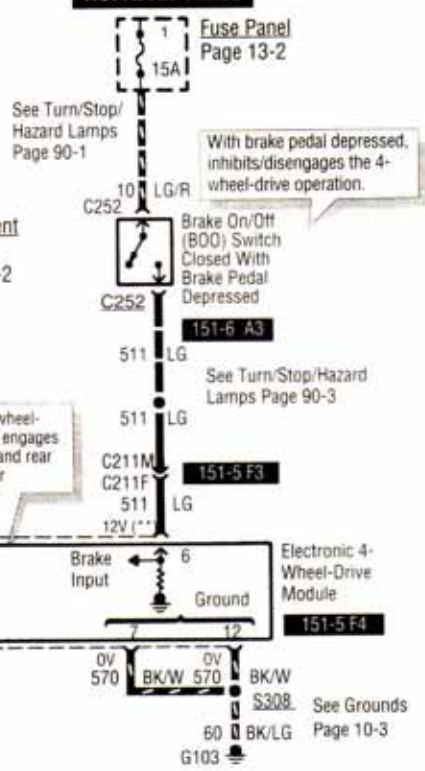 1
15A
Fuse Panel
Page 13-2
See Turn/Stop/
Hazard Lamps
Page 90-1
With brake pedal depressed,
inhibits/disengages the 4-
wheel-drive operation.
10 LG/R
C252
Brake On/Off
(BOO) Switch
Closed With
Brake Pedal
Depressed
ent
-2
C252
151-6 A3
511 LG
See Turn/Stop/Hazard
Lamps Page 90-3
511 LG
wheel-
engages
and rear
r
C211M
C211F
151-5 F3
511 LG
12V (**)
Brake
Input
6
Electronic 4-
Wheel-Drive
Module
Ground
151-5 F4
7 12
0V 0V
570 BK/W 570 BK/W
S308
See Grounds
Page 10-3
60 BK/LG
G103